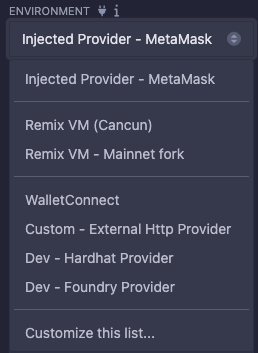 ENVIRONMENT
Injected Provider - MetaMask
Injected Provider - MetaMask
Remix VM (Cancun)
Remix VM - Mainnet fork
WalletConnect
Custom - External Http Provider
Dev - Hardhat Provider
Dev - Foundry Provider
Customize this list...